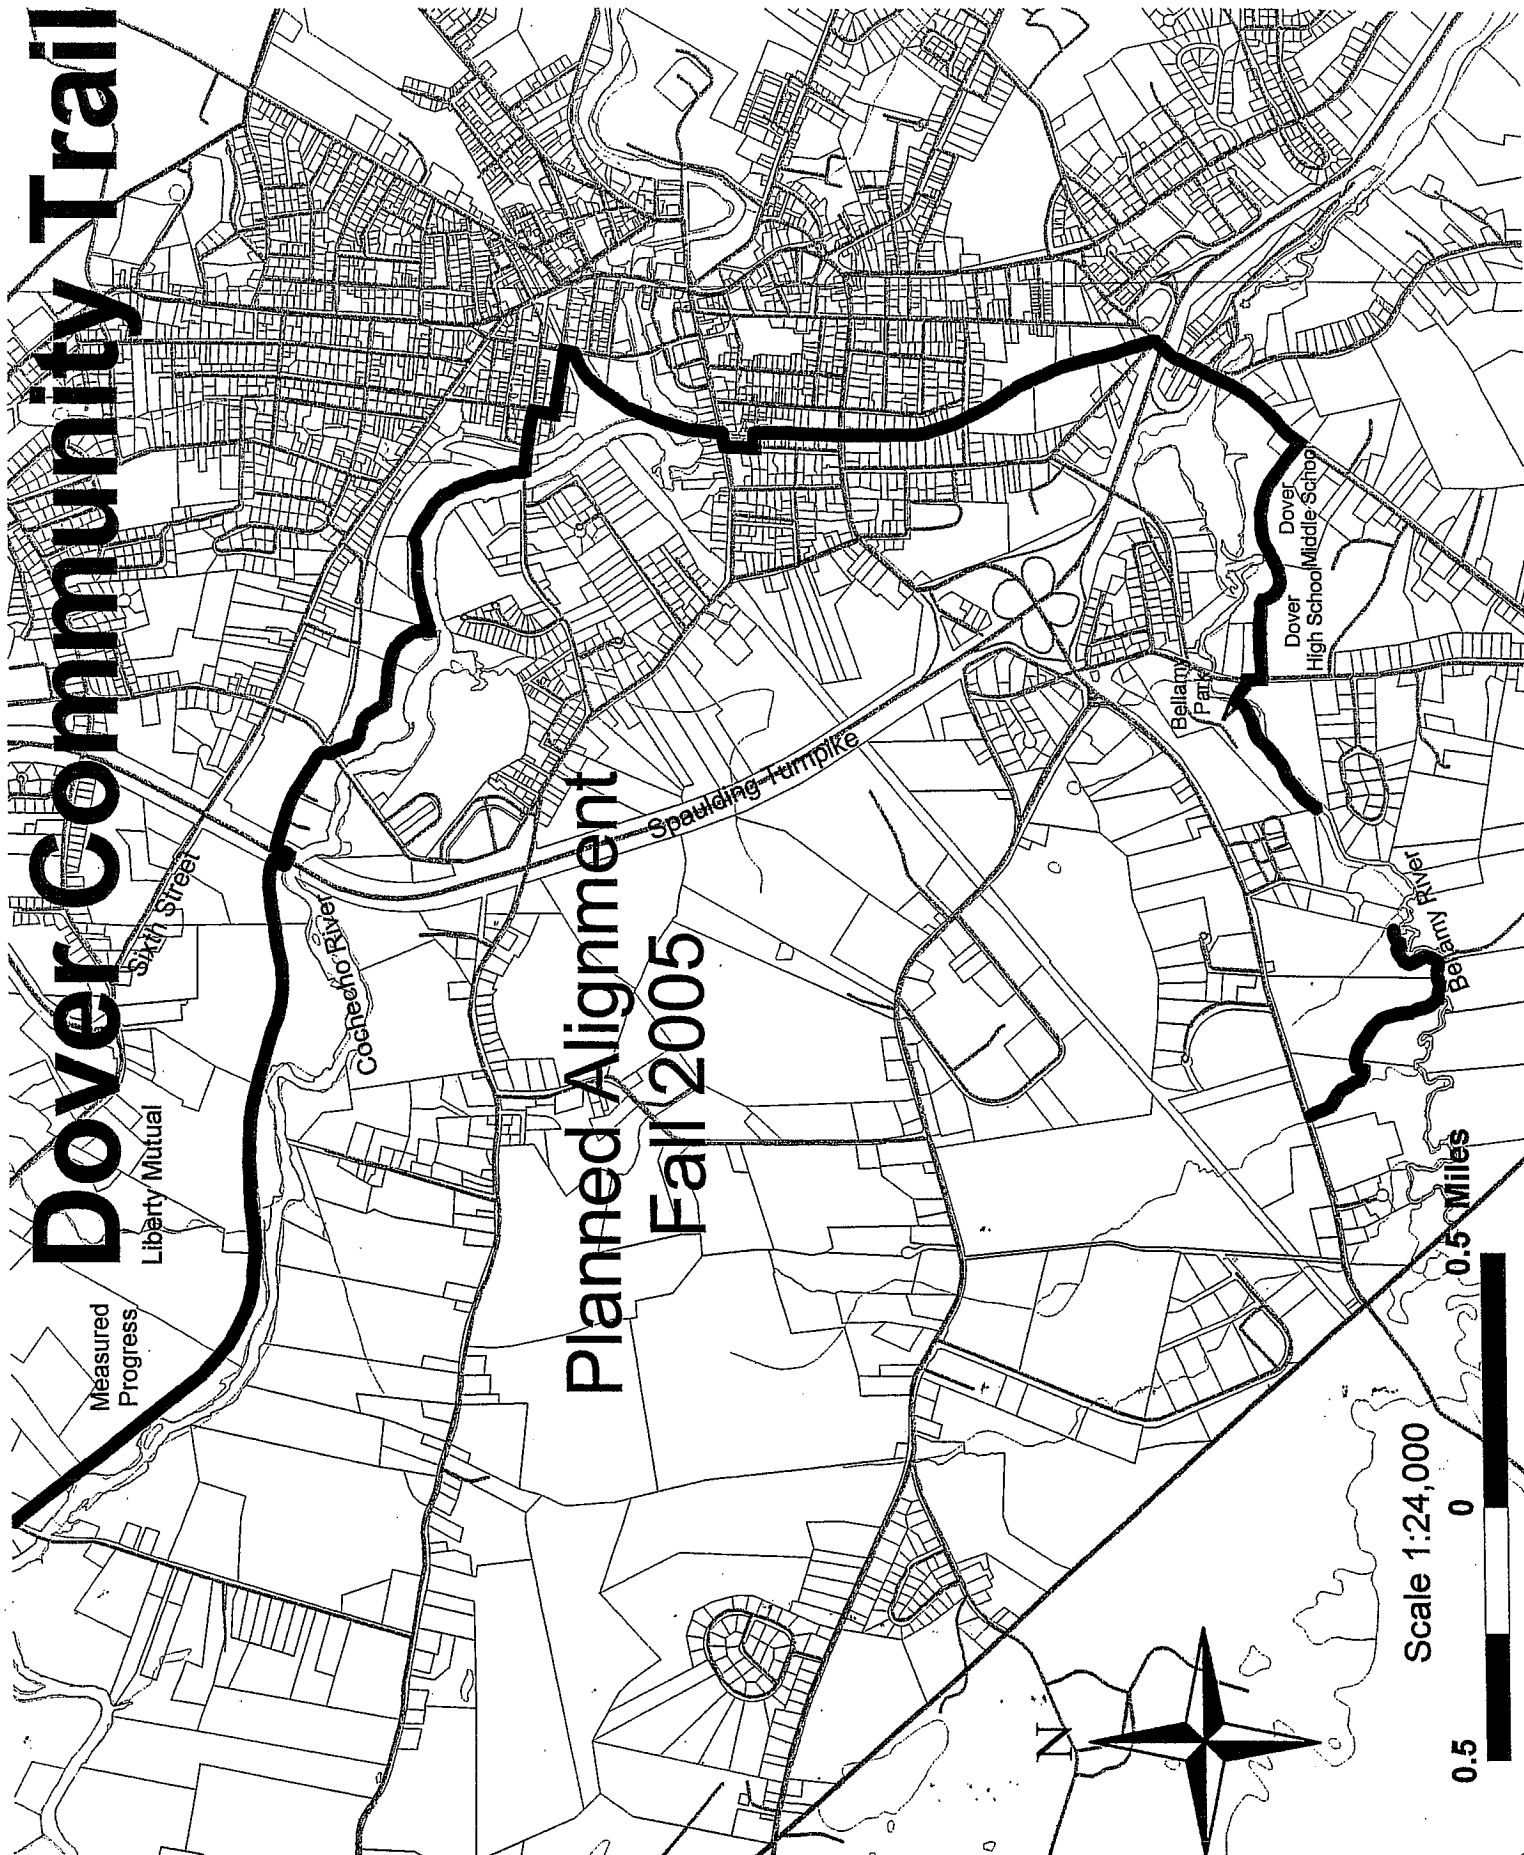 Dover Community Trail
Measured
Progress
Liberty Mutual
Sixth Street
Cochecho River
Planned Alignment
Fall 2005
Spaulding Turnpike
Bellamy
Park
Dover
High School
Dover
Middle School
Bellamy River
N
Scale 1:24,000
0.5 0 0.5 Miles